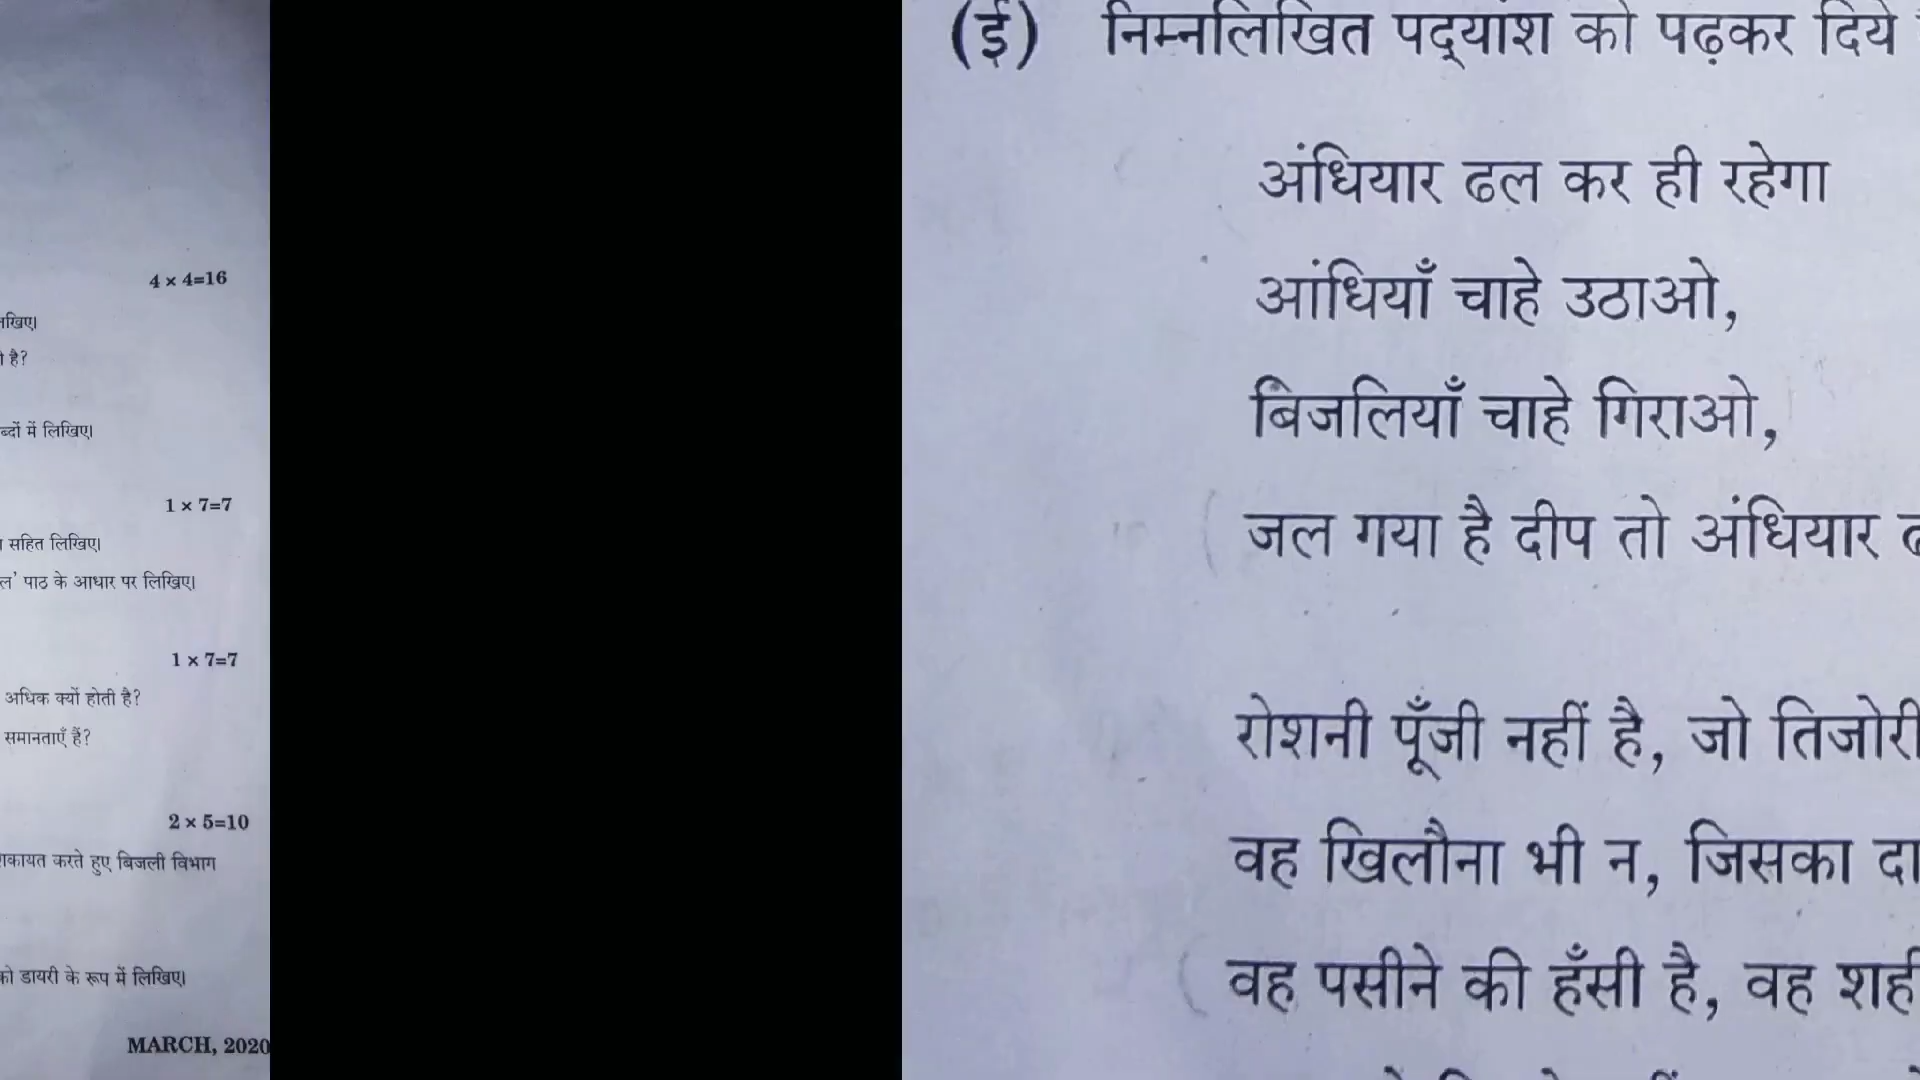 4 × 4=16
है?
में लिखिए।
1 × 7=7
सहित लिखिए।
पाठ के आधार पर लिखिए।
1 × 7=7
अधिक क्यों होती है?
समानताएँ हैं?
2 × 5=10
करते हुए बिजली विभाग
डायरी के रूप में लिखिए।
MARCH, 2020
(ई) निम्नलिखित पद्यांश को पढ़कर दिये
अंधियार ढल कर ही रहेगा
आंधियाँ चाहे उठाओ,
बिजलियाँ चाहे गिराओ,
जल गया है दीप तो अंधियार
रोशनी पूँजी नहीं है, जो तिजोरी
वह खिलौना भी न, जिसका
वह पसीने की हँसी है, वह